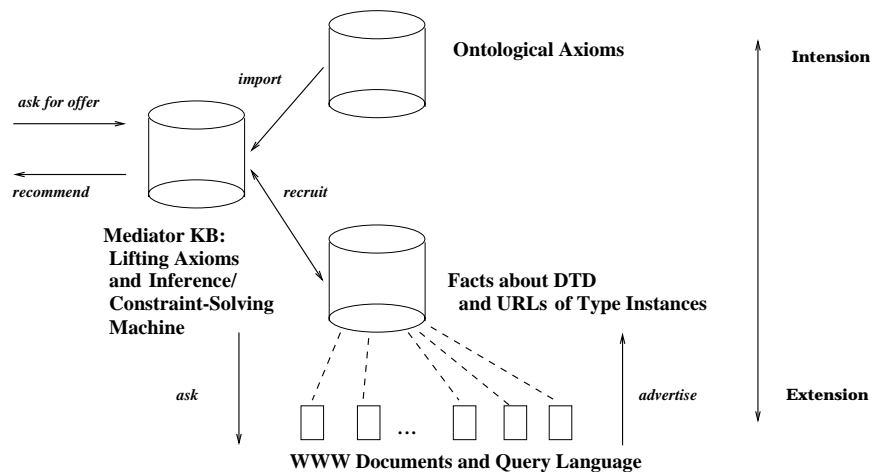 Ontological Axioms
Intension
import
ask for offer
recommend
recruit
Mediator KB:
Lifting Axioms
and Inference/
Constraint-Solving
Machine
Facts about DTD
and URLs of Type Instances
ask
advertise
Extension
...
WWW Documents and Query Language